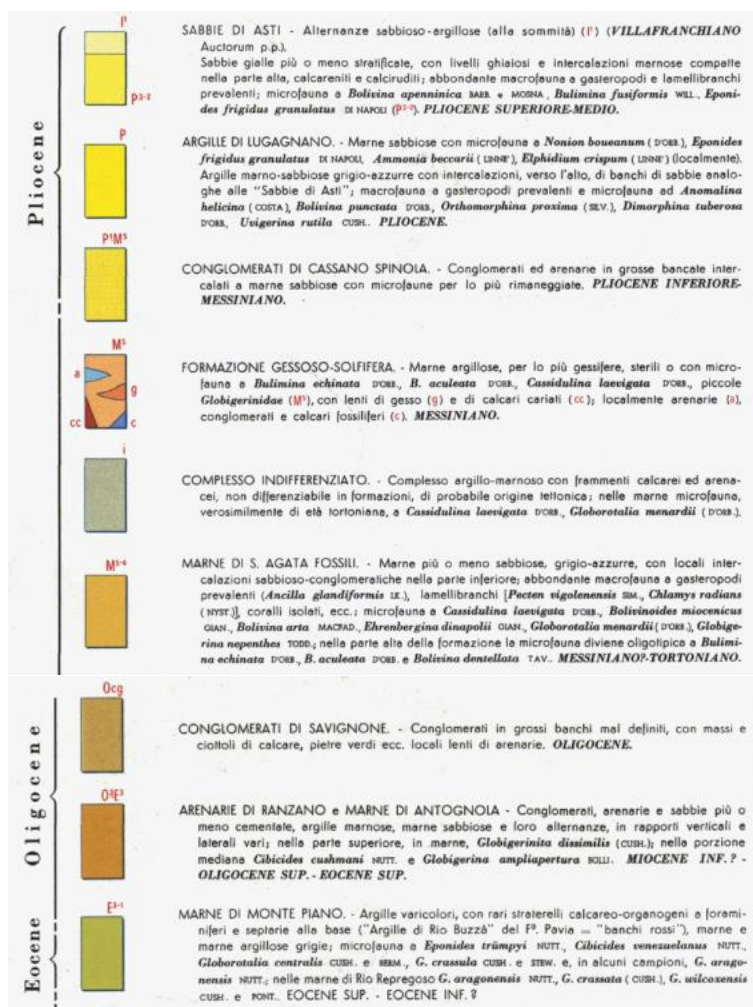 Pliocene
Oligocene
Eocene
l¹
P³⁻²
SABBIE DI ASTI - Alternanze sabbioso-argillose (alla sommità) (l¹) (VILLAFRANCHIANO
Auctorum p.p.).
Sabbie gialle più o meno stratificate, con livelli ghiaiosi e intercalazioni marnose compatte
nella parte alta, calcareniti e calciruditi; abbondante macrofauna a gasteropodi e lamellibranchi
prevalenti; microfauna a Bolivina apenninica BARB. e MOSNA, Bulimina fusiformis WILL., Eponi-
des frigidus granulatus DI NAPOLI (P³⁻²). PLIOCENE SUPERIORE-MEDIO.
P
ARGILLE DI LUGAGNANO. - Marne sabbiose con microfauna a Nonion boueanum (D'ORB.), Eponides
frigidus granulatus DI NAPOLI, Ammonia beccarii (LINNE'), Elphidium crispum (LINNE') (localmente).
Argille marno-sabbiose grigio-azzurre con intercalazioni, verso l'alto, di banchi di sabbie analo-
ghe alle "Sabbie di Asti"; macrofauna a gasteropodi prevalenti e microfauna ad Anomalina
helicina (COSTA), Bolivina punctata D'ORB., Orthomorphina proxima (SILV.), Dimorphina tuberosa
D'ORB., Uvigerina rutila CUSH.. PLIOCENE.
P¹M⁵
CONGLOMERATI DI CASSANO SPINOLA. - Conglomerati ed arenarie in grosse bancate inter-
calati a marne sabbiose con microfaune per lo più rimaneggiate. PLIOCENE INFERIORE-
MESSINIANO.
M⁵
a
g
cc
c
FORMAZIONE GESSOSO-SOLFIFERA. - Marne argillose, per lo più gessifere, sterili o con micro-
fauna a Bulimina echinata D'ORB., B. aculeata D'ORB., Cassidulina laevigata D'ORB., piccole
Globigerinidae (M⁵), con lenti di gesso (g) e di calcari cariati (cc); localmente arenarie (a),
conglomerati e calcari fossiliferi (c). MESSINIANO.
i
COMPLESSO INDIFFERENZIATO. - Complesso argillo-marnoso con frammenti calcarei ed arena-
cei, non differenziabile in formazioni, di probabile origine tettonica; nelle marne microfauna,
verosimilmente di età tortoniana, a Cassidulina laevigata D'ORB., Globorotalia menardii (D'ORB.).
M⁵⁻⁴
MARNE DI S. AGATA FOSSILI. - Marne più o meno sabbiose, grigio-azzurre, con locali inter-
calazioni sabbioso-conglomeratiche nella parte inferiore; abbondante macrofauna a gasteropodi
prevalenti (Ancilla glandiformis LK.), lamellibranchi [Pecten vigolenensis SIM., Chlamys radians
(NYST.)], coralli isolati, ecc.; microfauna a Cassidulina laevigata D'ORB., Bolivinoides miocenicus
GIAN., Bolivina arta MACFAD., Ehrenbergina dinapolii GIAN., Globorotalia menardii (D'ORB.), Globige-
rina nepenthes TODD.; nella parte alta della formazione la microfauna diviene oligotipica a Bulimi-
na echinata D'ORB., B. aculeata D'ORB. e Bolivina dentellata TAV.. MESSINIANO?-TORTONIANO.
Ocg
CONGLOMERATI DI SAVIGNONE. - Conglomerati in grossi banchi mal definiti, con massi e
ciottoli di calcare, pietre verdi ecc. locali lenti di arenarie. OLIGOCENE.
O³E³
ARENARIE DI RANZANO e MARNE DI ANTOGNOLA - Conglomerati, arenarie e sabbie più o
meno cementate, argille marnose, marne sabbiose e loro alternanze, in rapporti verticali e
laterali vari; nella parte superiore, in marne, Globigerinita dissimilis (CUSH.); nella porzione
mediana Cibicides cushmani NUTT. e Globigerina ampliapertura BOLLI. MIOCENE INF. ? -
OLIGOCENE SUP. - EOCENE SUP.
E³⁻¹
MARNE DI MONTE PIANO. - Argille varicolori, con rari straterelli calcareo-organogeni a forami-
niferi e septarie alla base ("Argille di Rio Buzzà" del Fº. Pavia = "banchi rossi"), marne e
marne argillose grigie; microfauna a Eponides trümpyi NUTT., Cibicides venezuelanus NUTT.,
Globorotalia centralis CUSH. e BERM., G. crassula CUSH. e STEW. e, in alcuni campioni, G. arago-
nensis NUTT.; nelle marne di Rio Repregoso G. aragonensis NUTT., G. crassata (CUSH.), G. wilcoxensis
CUSH. e PONT.. EOCENE SUP. - EOCENE INF. ?